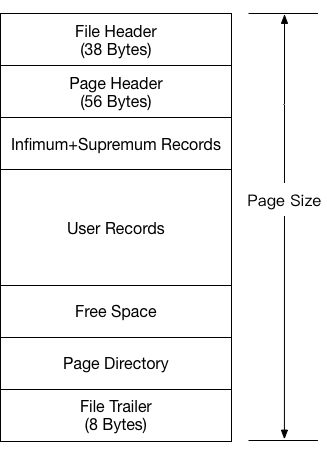 File Header
(38 Bytes)
Page Header
(56 Bytes)
Infimum+Supremum Records
User Records
Page Size
Free Space
Page Directory
File Trailer
(8 Bytes)